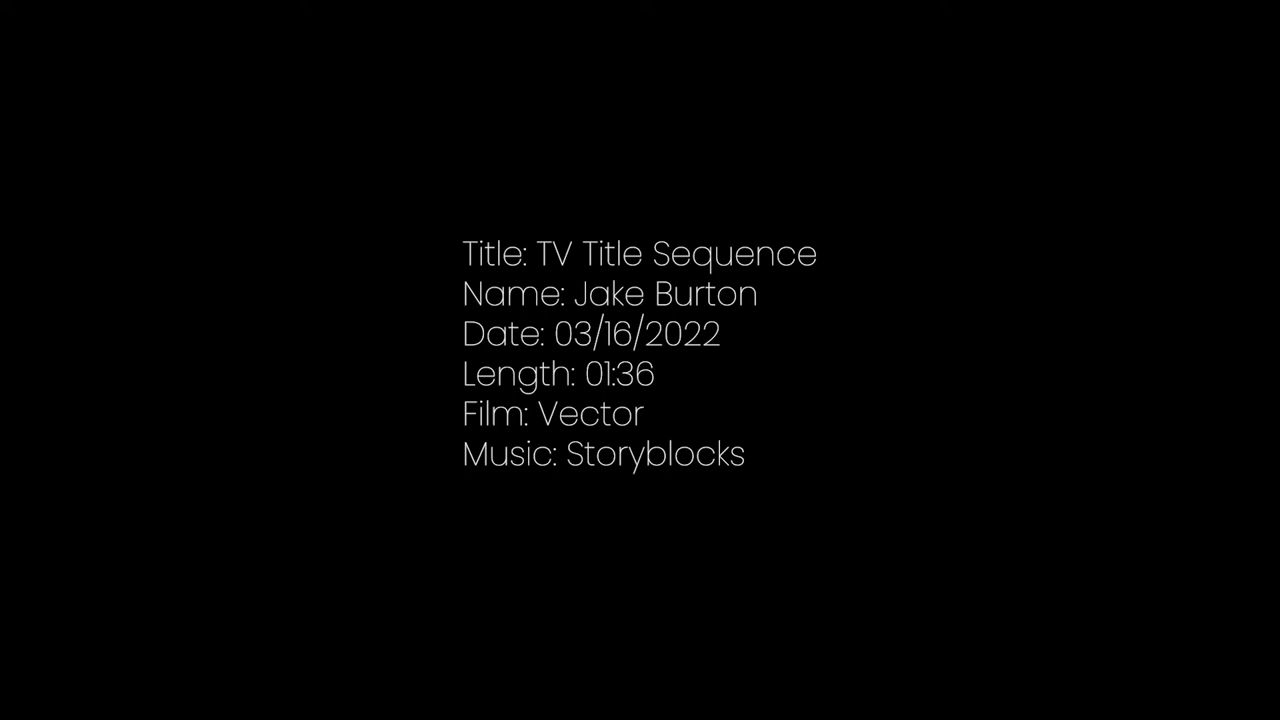 Title: TV Title Sequence
Name: Jake Burton
Date: 03/16/2022
Length: 01:36
Film: Vector
Music: Storyblocks